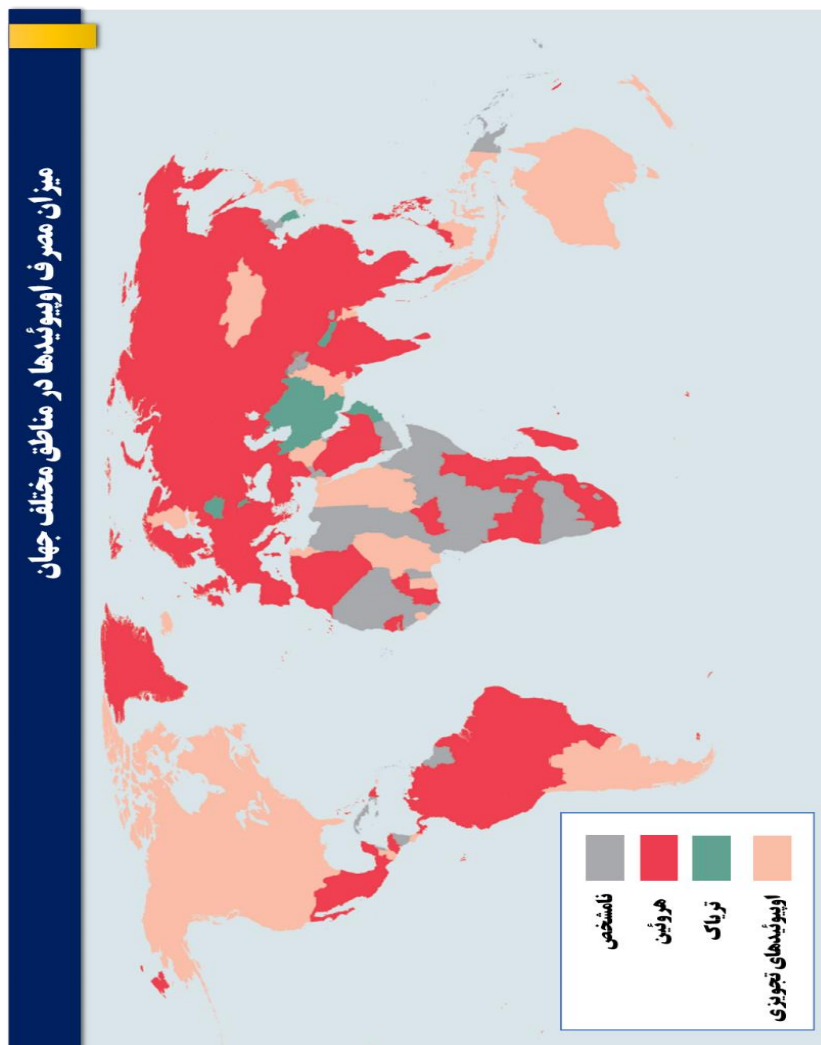 میزان مصرف اوپیوئیدها در مناطق مختلف جهان
اوپیوئیدهای تجویزی
تریاک
هروئین
نامشخص